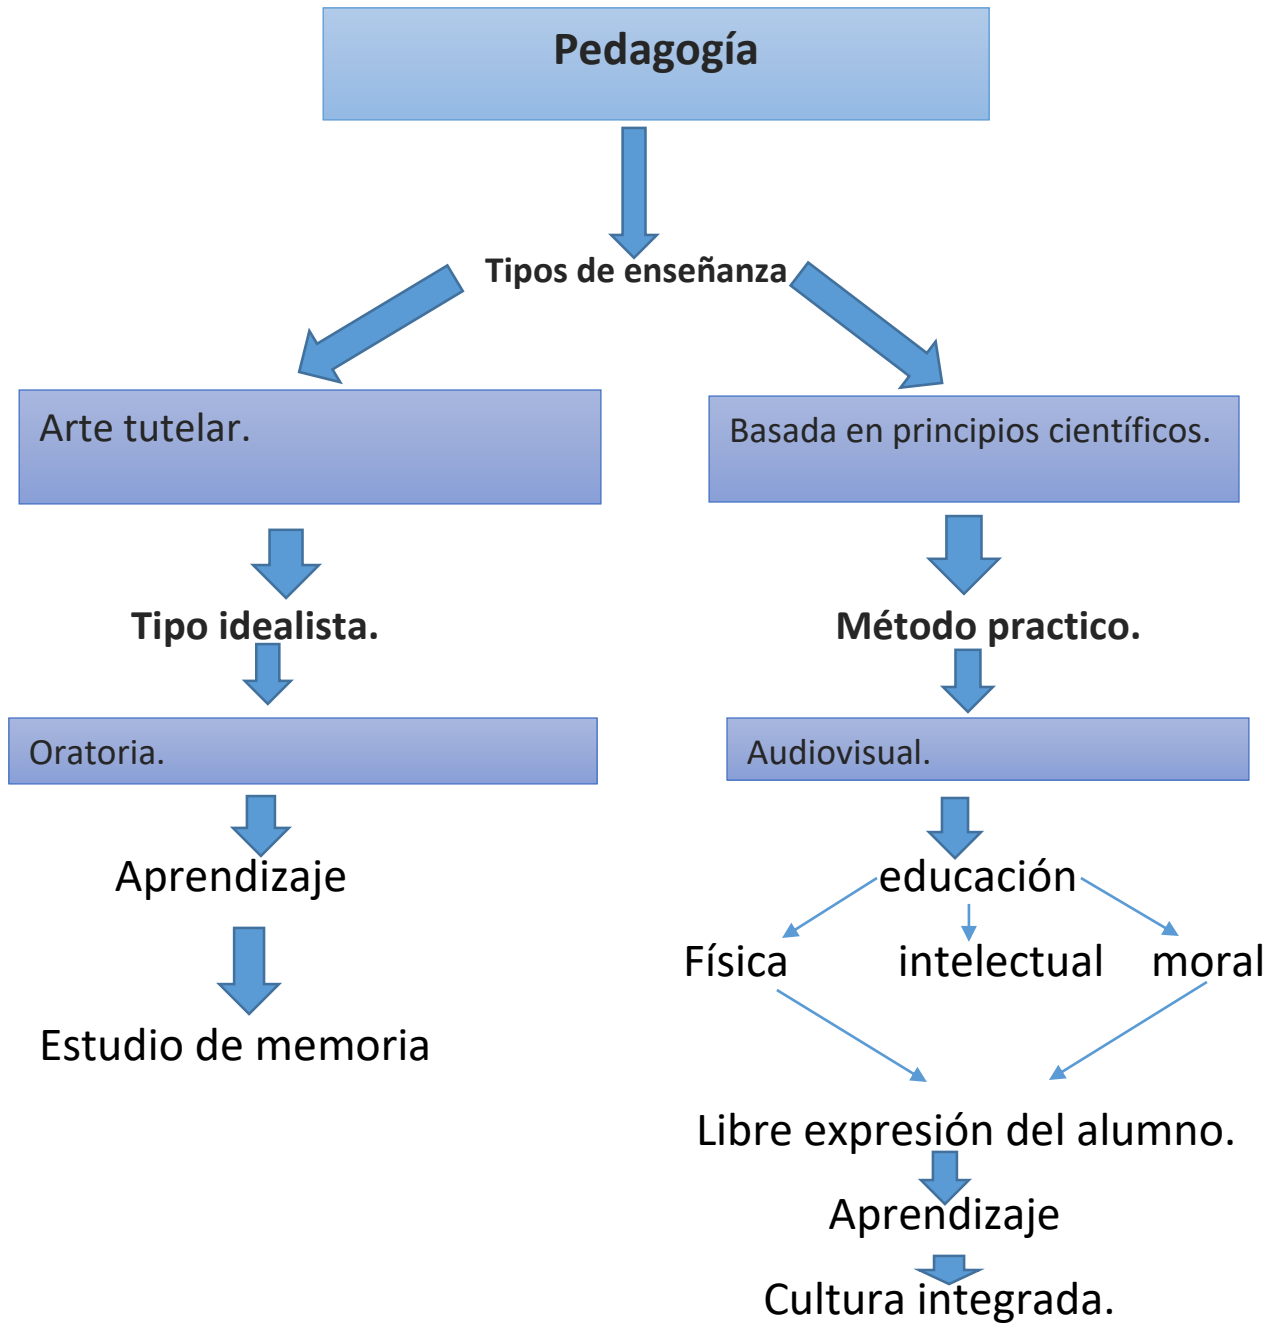 Pedagogía
Tipos de enseñanza
Arte tutelar.
Basada en principios científicos.
Tipo idealista.
Método practico.
Oratoria.
Audiovisual.
Aprendizaje
educación
Física
intelectual
moral
Estudio de memoria
Libre expresión del alumno.
Aprendizaje
Cultura integrada.